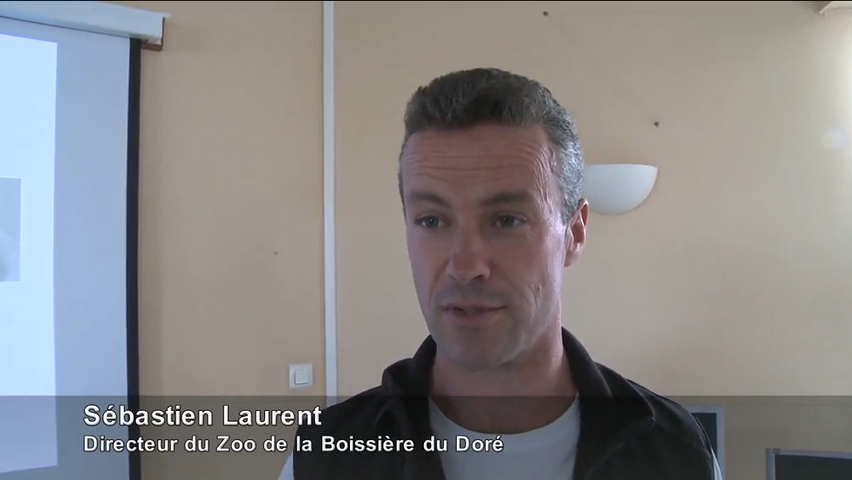 Sébastien Laurent
Directeur du Zoo de la Boissière du Doré